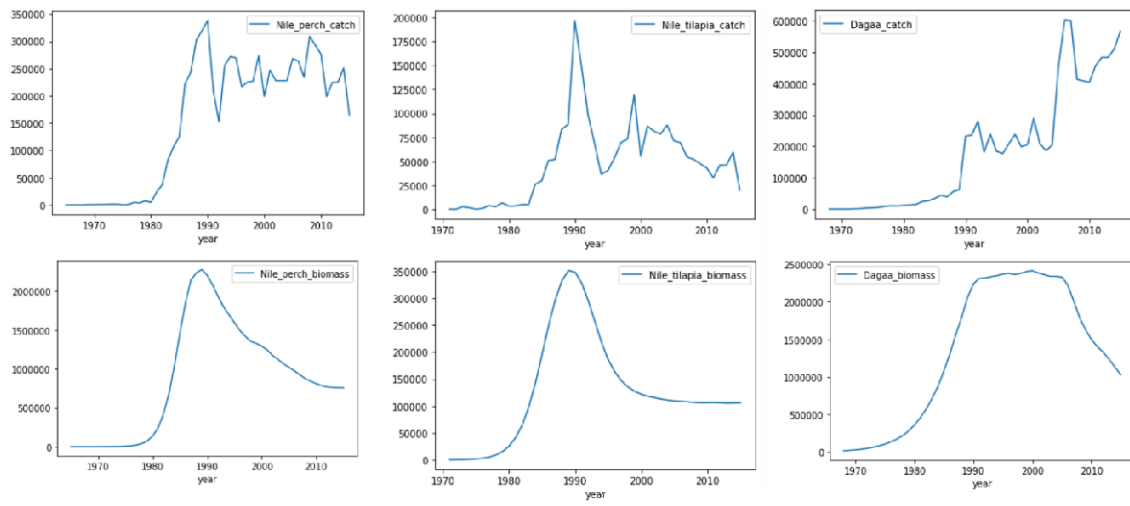 Nile_perch_catch
350000
300000
250000
200000
150000
100000
50000
0
1970 1980 1990 2000 2010
year
Nile_tilapia_catch
200000
175000
150000
125000
100000
75000
50000
25000
0
1970 1980 1990 2000 2010
year
Dagaa_catch
600000
500000
400000
300000
200000
100000
0
1970 1980 1990 2000 2010
year
Nile_perch_biomass
2000000
1500000
1000000
500000
0
1970 1980 1990 2000 2010
year
Nile_tilapia_biomass
350000
300000
250000
200000
150000
100000
50000
0
1970 1980 1990 2000 2010
year
Dagaa_biomass
2500000
2000000
1500000
1000000
500000
0
1970 1980 1990 2000 2010
year